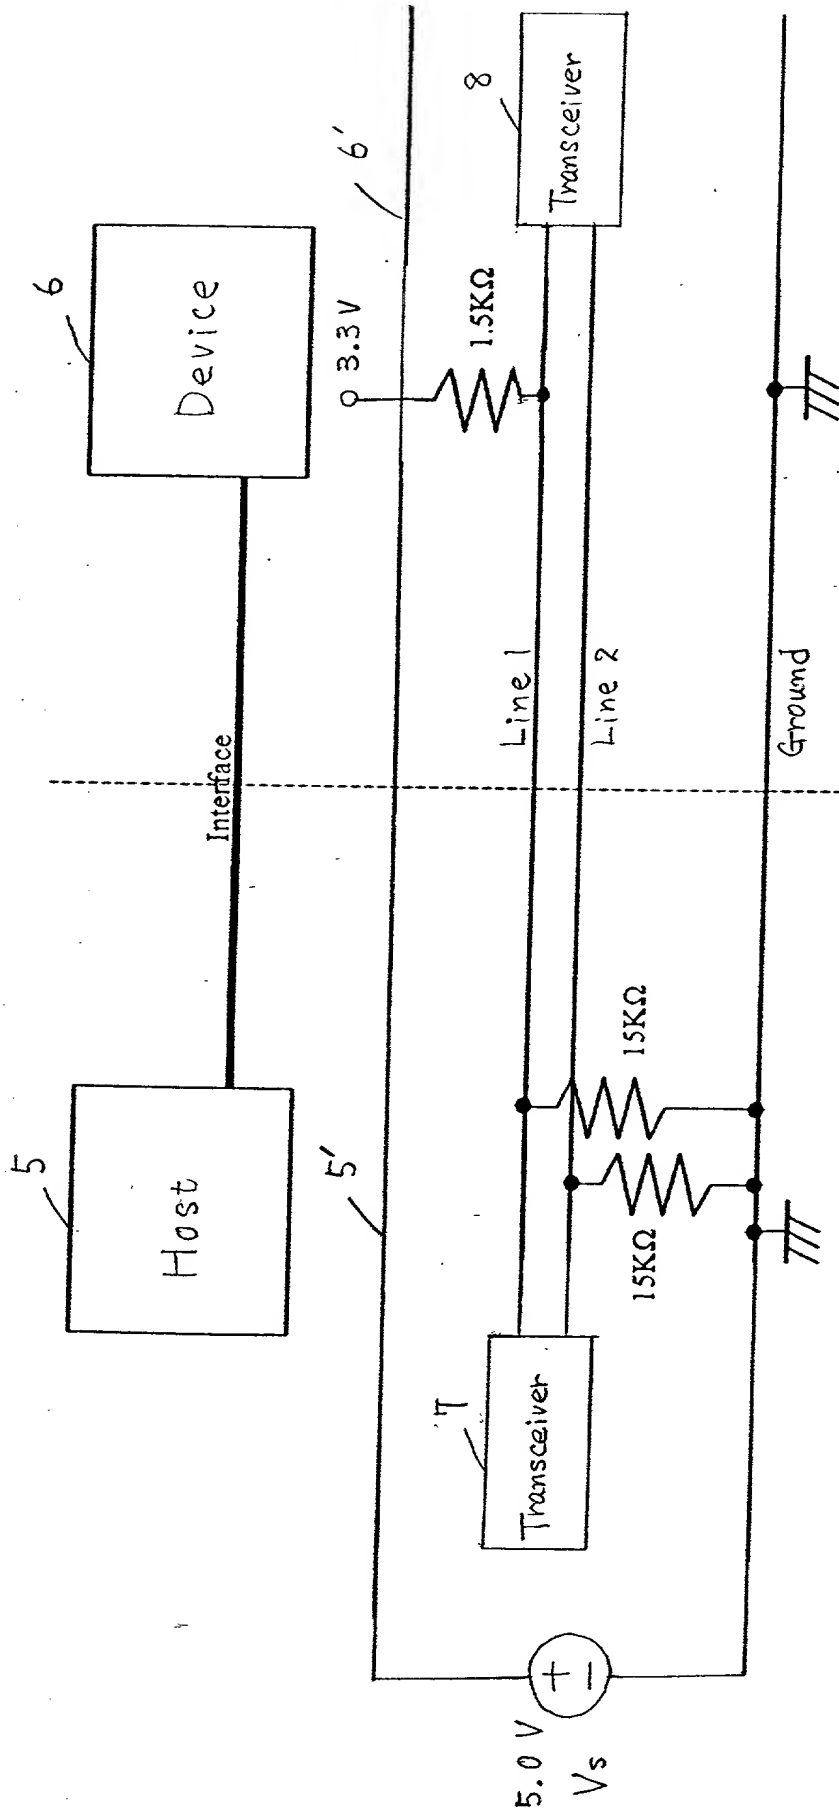 5
Host
Interface
6
Device
5'
3.3 V
6'
7
Transceiver
Line 1
1.5KΩ
8
Transceiver
Line 2
15KΩ
15KΩ
Ground
5.0 V
Vs